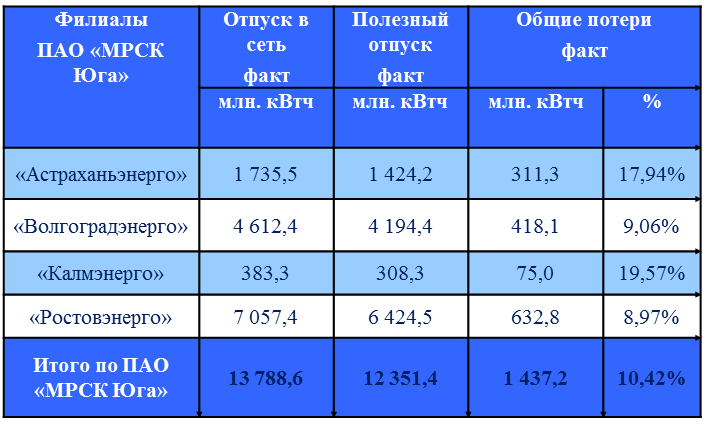 Филиалы
ПАО «МРСК
Юга»
Отпуск в
сеть
факт
Полезный
отпуск
факт
Общие потери
факт
млн. кВтч
млн. кВтч
млн. кВтч
%
«Астраханьэнерго» 1 735,5 1 424,2 311,3 17,94%
«Волгоградэнерго» 4 612,4 4 194,4 418,1 9,06%
«Калмэнерго» 383,3 308,3 75,0 19,57%
«Ростовэнерго» 7 057,4 6 424,5 632,8 8,97%
Итого по ПАО
«МРСК Юга»
13 788,6 12 351,4 1 437,2 10,42%